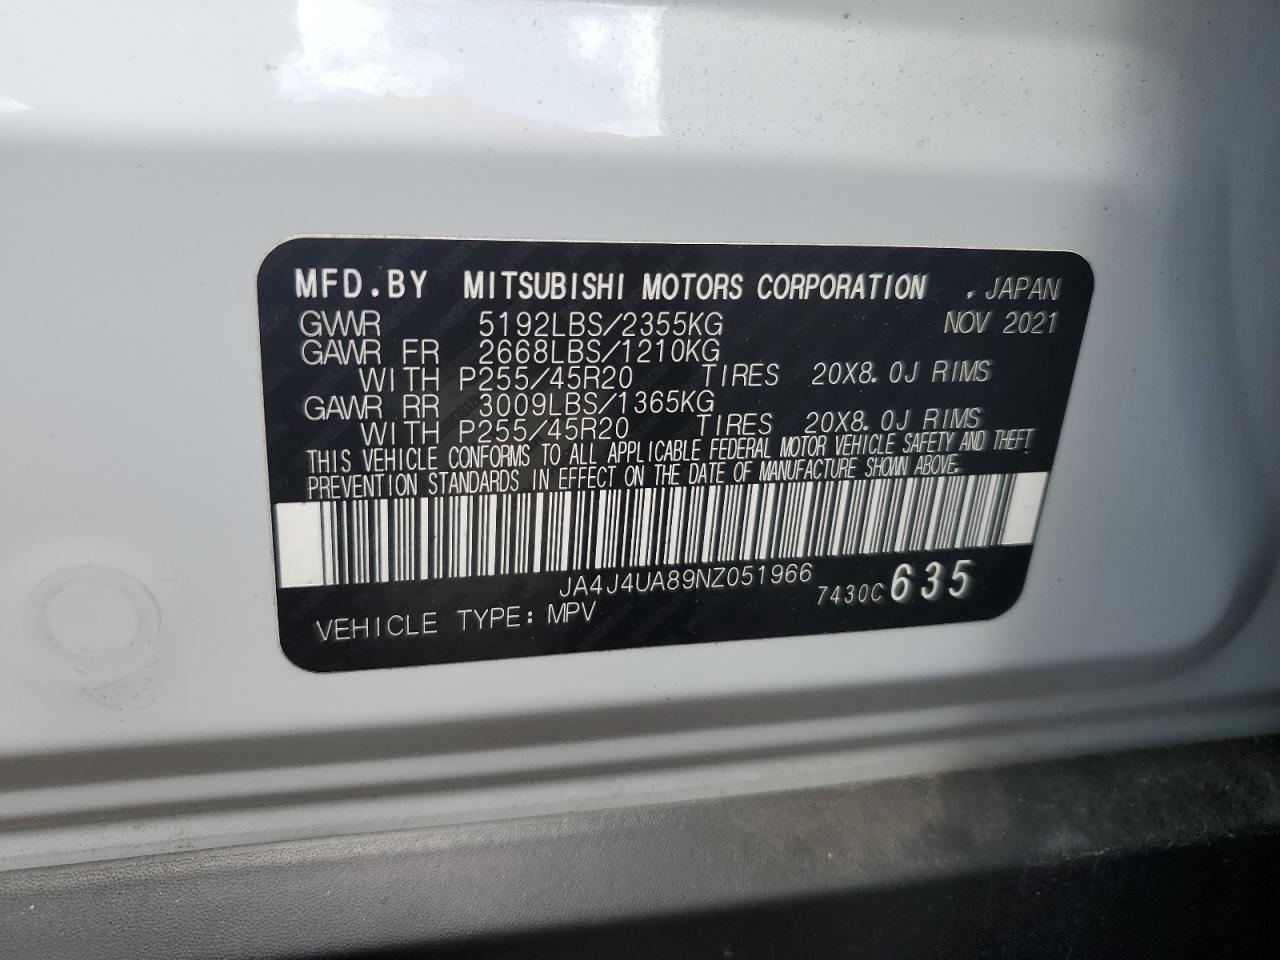 MFD.BY MITSUBISHI MOTORS CORPORATION , JAPAN
GVWR 5192LBS/2355KG NOV 2021
GAWR FR 2668LBS/1210KG
WITH P255/45R20 TIRES 20X8.0J RIMS
GAWR RR 3009LBS/1365KG
WITH P255/45R20 TIRES 20X8.0J RIMS
THIS VEHICLE CONFORMS TO ALL APPLICABLE FEDERAL MOTOR VEHICLE SAFETY AND THEFT
PREVENTION STANDARDS IN EFFECT ON THE DATE OF MANUFACTURE SHOWN ABOVE.
JA4J4UA89NZ051966 7430C 635
VEHICLE TYPE: MPV